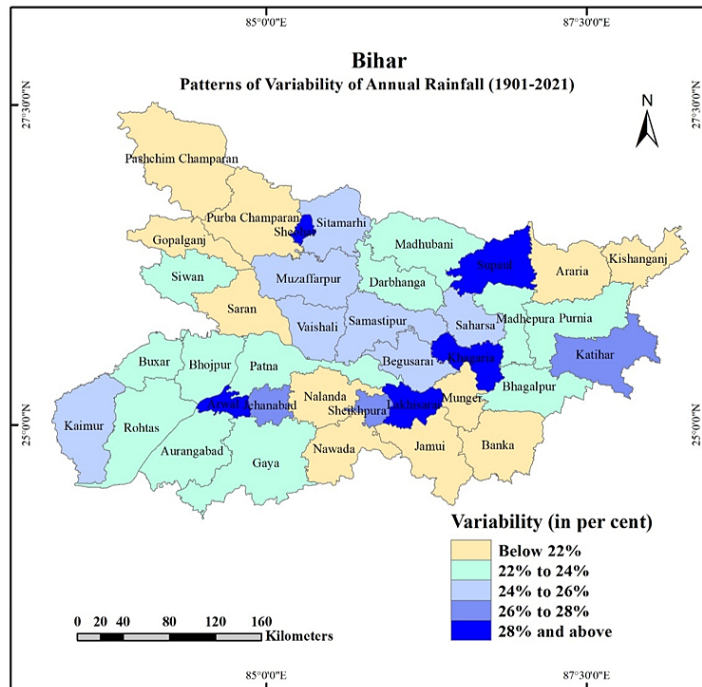 85°0'0"E
87°30'0"E
Bihar
Patterns of Variability of Annual Rainfall (1901-2021)
27°30'0"N
27°30'0"N
N
Pashchim Champaran
Purba Champaran
Sheohar
Sitamarhi
Gopalganj
Madhubani
Supaul
Araria
Kishanganj
Siwan
Muzaffarpur
Darbhanga
Saran
Vaishali
Samastipur
Saharsa
Madhepura
Purnia
Begusarai
Khagaria
Katihar
Buxar
Bhojpur
Patna
Bhagalpur
Nalanda
Munger
Arwal
Jehanabad
Sheikhpura
Lakhisarai
25°0'0"N
25°0'0"N
Kaimur
Rohtas
Nawada
Jamui
Banka
Aurangabad
Gaya
Variability (in per cent)
Below 22%
22% to 24%
24% to 26%
26% to 28%
28% and above
0 20 40 80 120 160
Kilometers
85°0'0"E
87°30'0"E